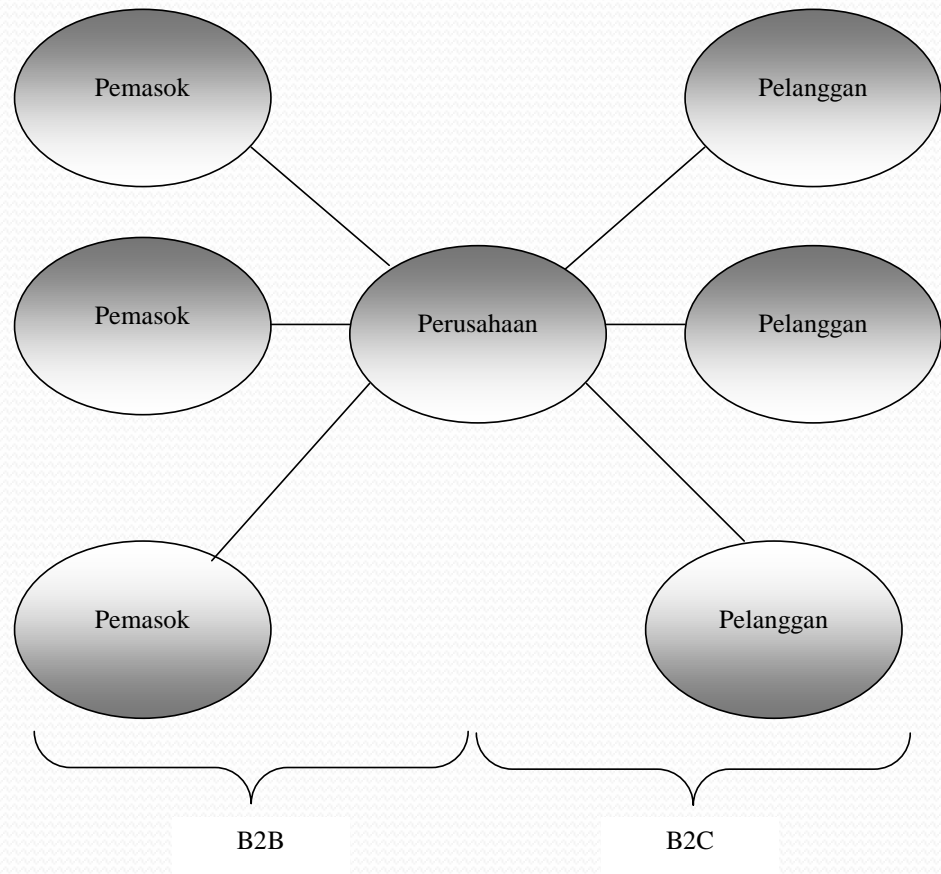 Pemasok
Pelanggan
Pemasok
Perusahaan
Pelanggan
Pemasok
Pelanggan
B2B
B2C